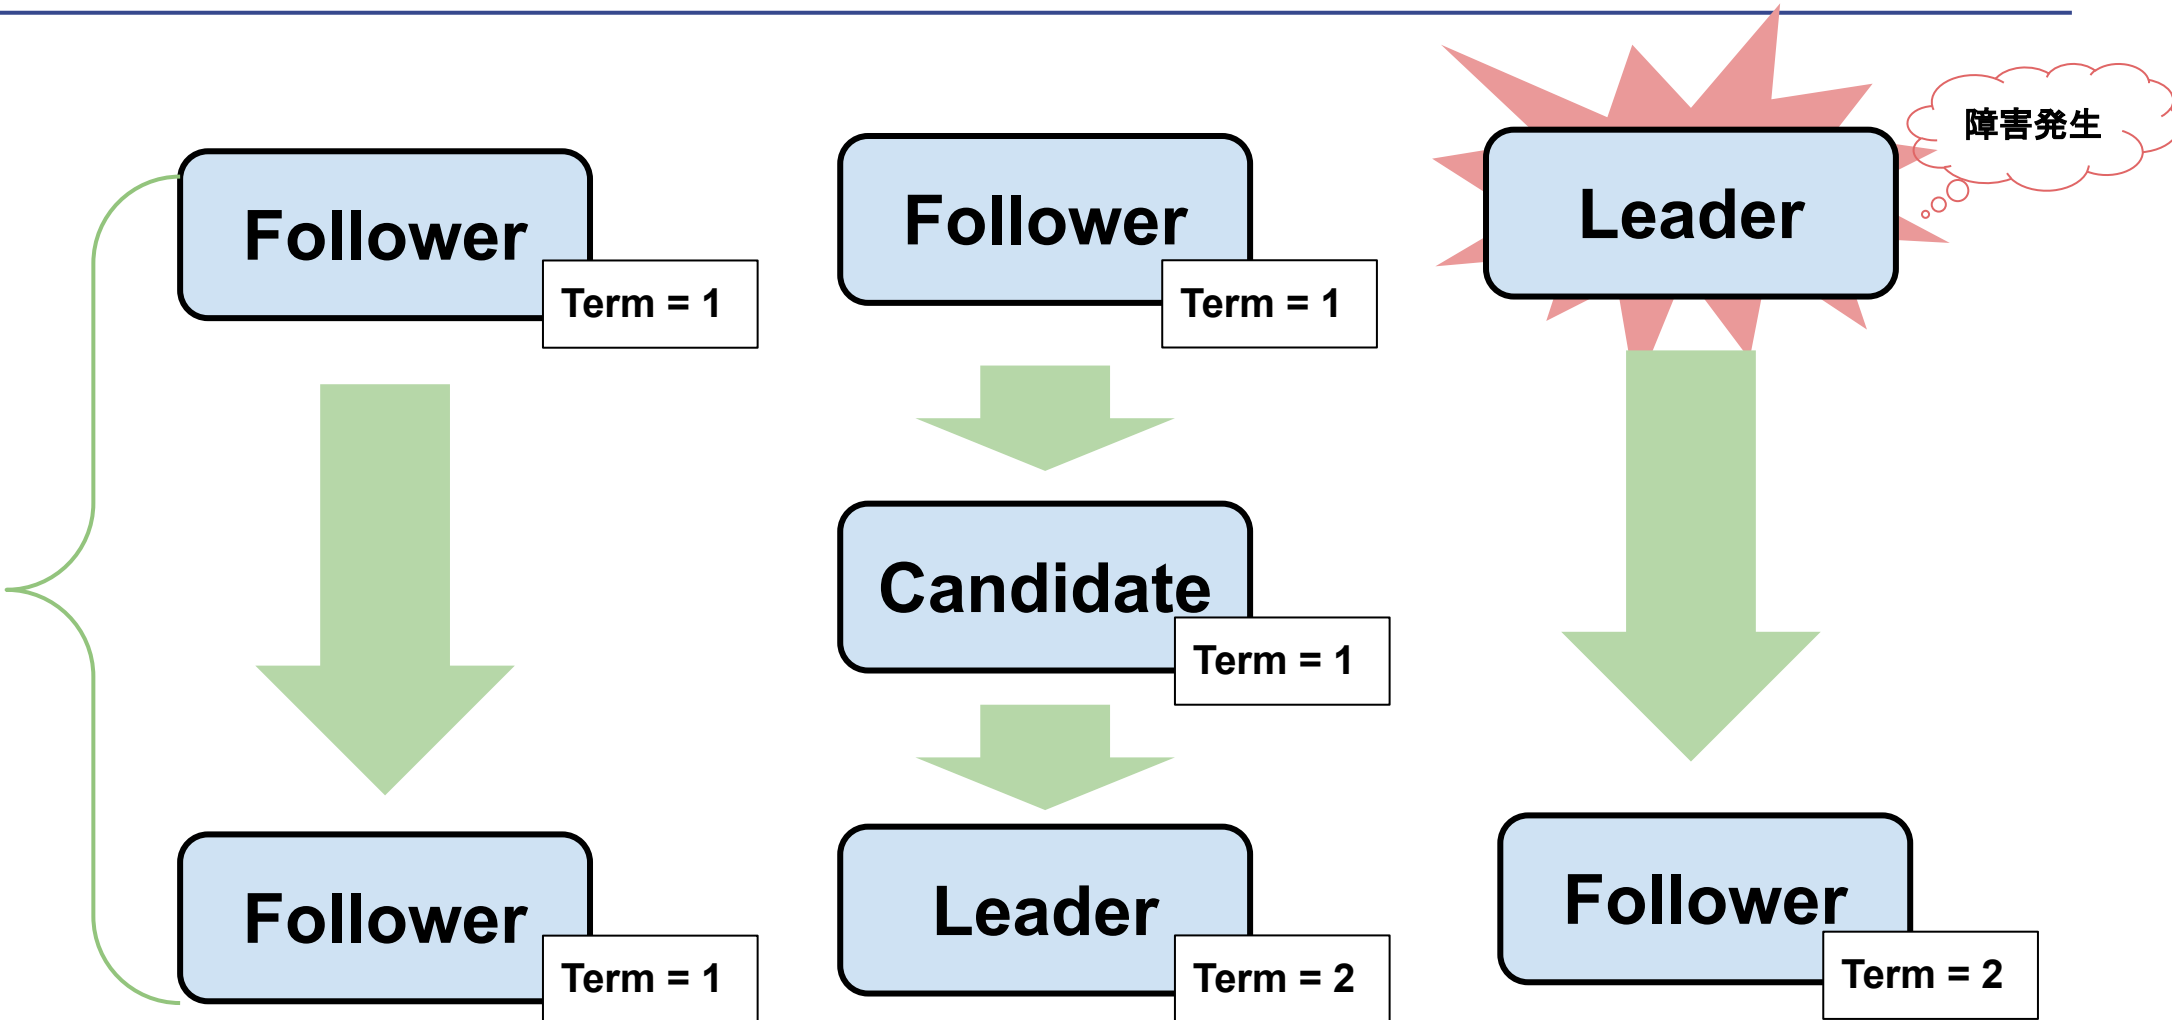 障害発生
Follower
Term = 1
Follower
Term = 1
Leader
Candidate
Term = 1
Follower
Term = 1
Leader
Term = 2
Follower
Term = 2